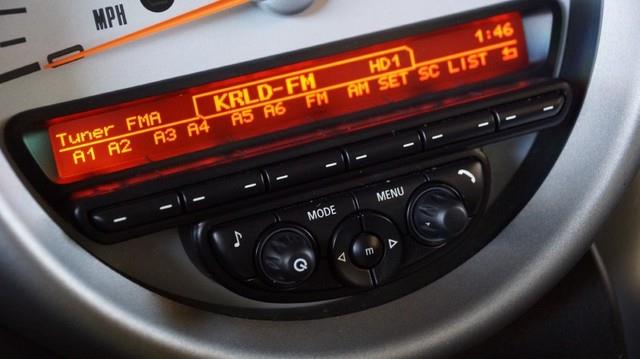 MPH
1:46
KRLD-FM HD1
Tuner FMA
A1 A2 A3 A4 A5 A6 FM AM SET SC LIST
MODE MENU
E